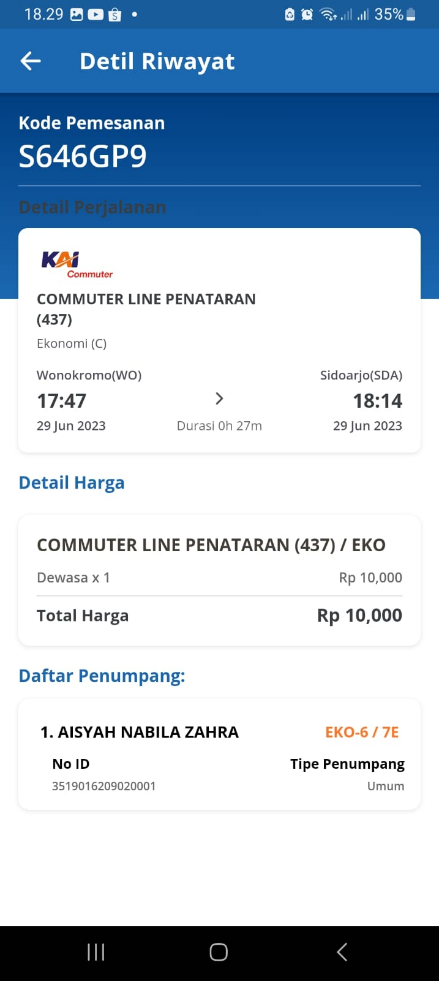 18.29 35%
Detil Riwayat
Kode Pemesanan
S646GP9
Detail Perjalanan
KAI
Commuter
COMMUTER LINE PENATARAN
(437)
Ekonomi (C)
Wonokromo(WO) Sidoarjo(SDA)
17:47 > 18:14
29 Jun 2023 Durasi 0h 27m 29 Jun 2023
Detail Harga
COMMUTER LINE PENATARAN (437) / EKO
Dewasa x 1 Rp 10,000
Total Harga Rp 10,000
Daftar Penumpang:
1. AISYAH NABILA ZAHRA EKO-6 / 7E
No ID Tipe Penumpang
3519016209020001 Umum